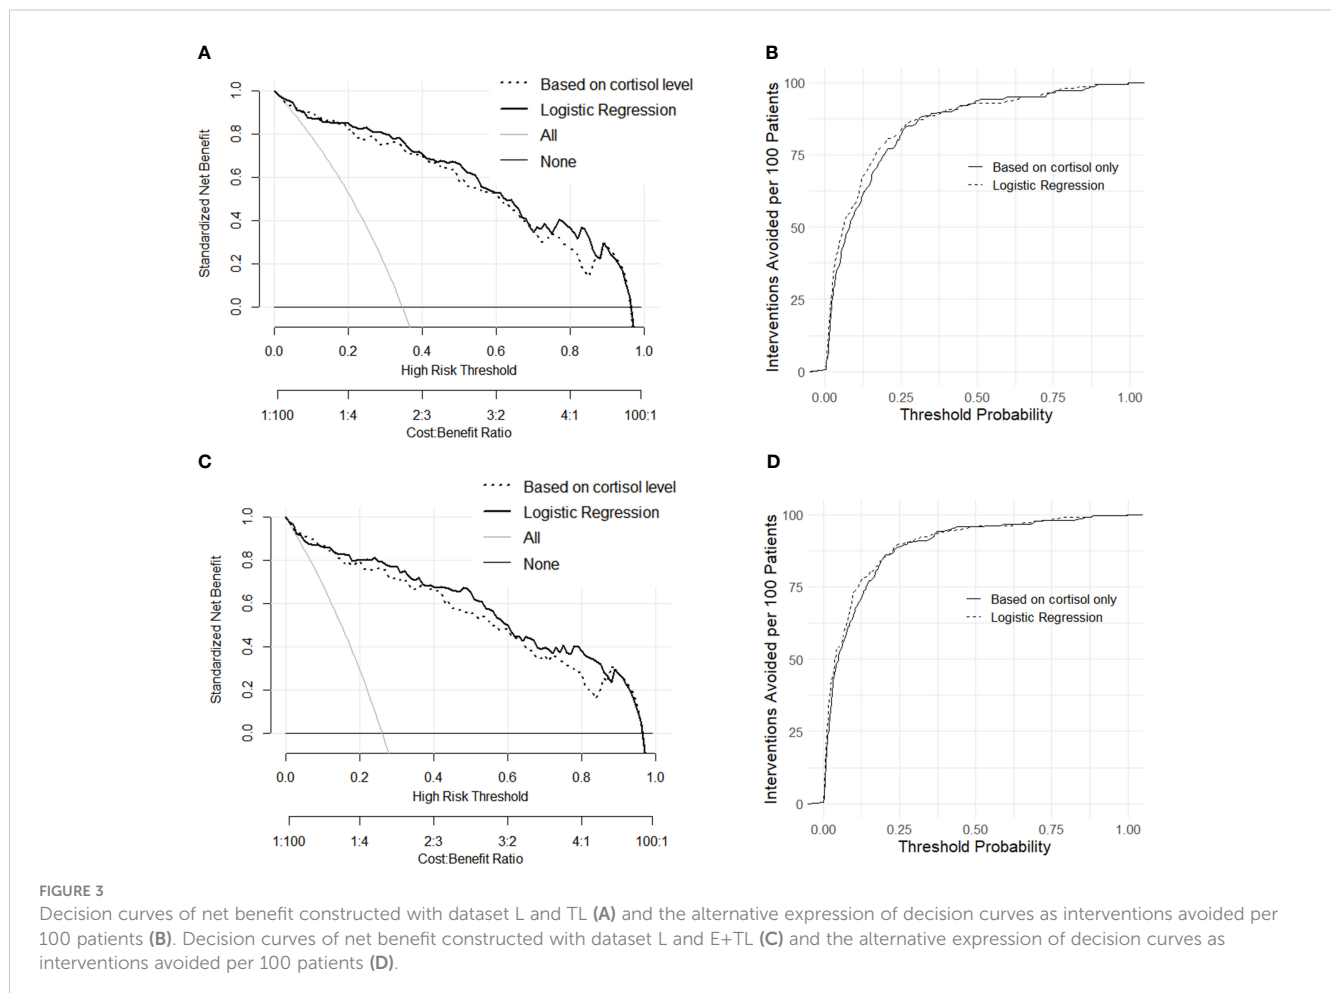 A
Based on cortisol level
Logistic Regression
All
None
Standardized Net Benefit
1.0
0.8
0.6
0.4
0.2
0.0
0.0 0.2 0.4 0.6 0.8 1.0
High Risk Threshold
1:100 1:4 2:3 3:2 4:1 100:1
Cost:Benefit Ratio
B
Interventions Avoided per 100 Patients
100
75
50
25
0
Based on cortisol only
Logistic Regression
0.00 0.25 0.50 0.75 1.00
Threshold Probability
C
Based on cortisol level
Logistic Regression
All
None
Standardized Net Benefit
1.0
0.8
0.6
0.4
0.2
0.0
0.0 0.2 0.4 0.6 0.8 1.0
High Risk Threshold
1:100 1:4 2:3 3:2 4:1 100:1
Cost:Benefit Ratio
D
Interventions Avoided per 100 Patients
100
75
50
25
0
Based on cortisol only
Logistic Regression
0.00 0.25 0.50 0.75 1.00
Threshold Probability
FIGURE 3
Decision curves of net benefit constructed with dataset L and TL (A) and the alternative expression of decision curves as interventions avoided per
100 patients (B). Decision curves of net benefit constructed with dataset L and E+TL (C) and the alternative expression of decision curves as
interventions avoided per 100 patients (D).